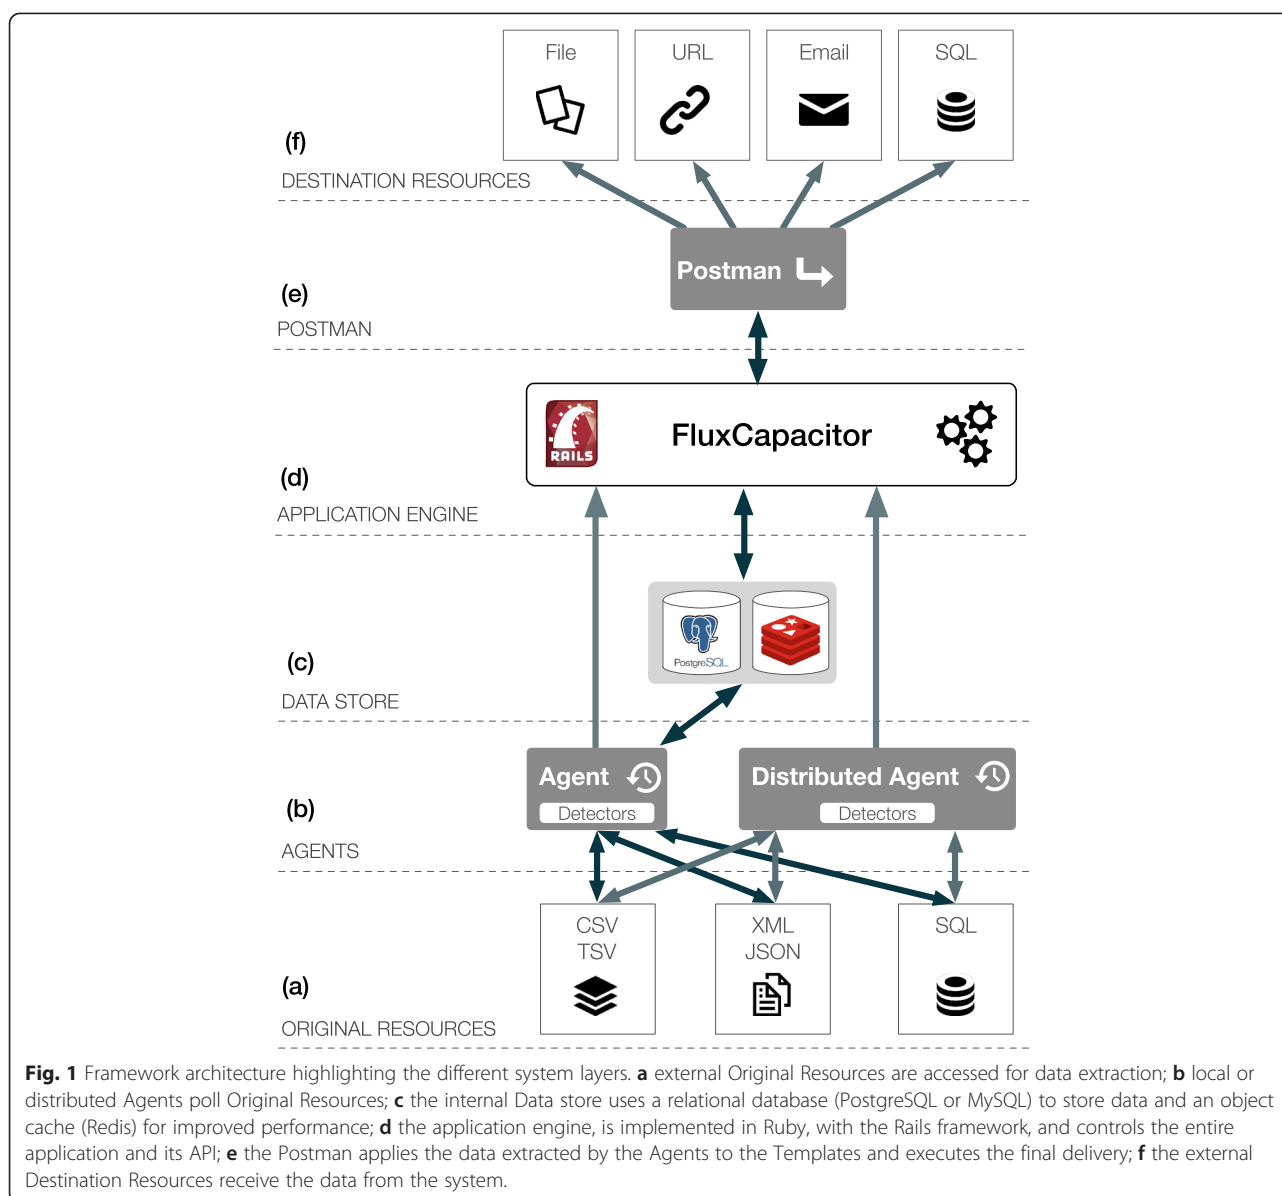 File URL Email SQL
(f)
DESTINATION RESOURCES
Postman
(e)
POSTMAN
RAILS FluxCapacitor
(d)
APPLICATION ENGINE
PostgreSQL
(c)
DATA STORE
Agent Distributed Agent
Detectors Detectors
(b)
AGENTS
CSV XML SQL
TSV JSON
(a)
ORIGINAL RESOURCES
Fig. 1 Framework architecture highlighting the different system layers. a external Original Resources are accessed for data extraction; b local or
distributed Agents poll Original Resources; c the internal Data store uses a relational database (PostgreSQL or MySQL) to store data and an object
cache (Redis) for improved performance; d the application engine, is implemented in Ruby, with the Rails framework, and controls the entire
application and its API; e the Postman applies the data extracted by the Agents to the Templates and executes the final delivery; f the external
Destination Resources receive the data from the system.